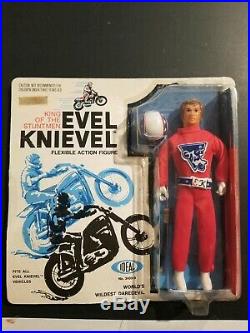 KING
OF THE
STUNTMEN
EVEL
KNIEVEL
FLEXIBLE ACTION FIGURE
FITS ALL
EVEL KNIEVEL
VEHICLES
IDEAL
WORLD'S
WILDEST DAREDEVIL